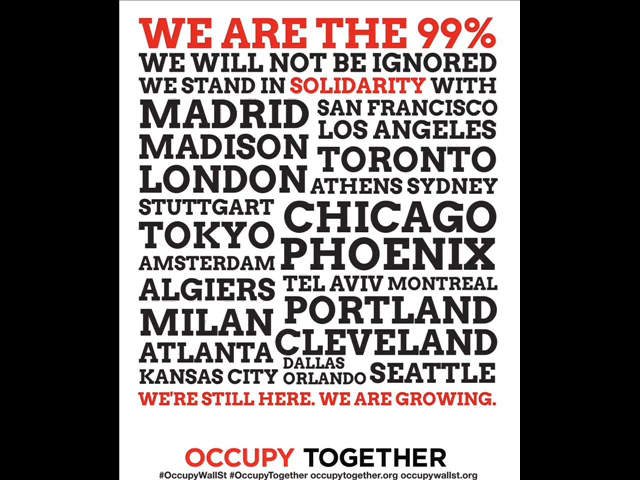 WE ARE THE 99%
WE WILL NOT BE IGNORED
WE STAND IN SOLIDARITY WITH
MADRID
SAN FRANCISCO
LOS ANGELES
MADISON
TORONTO
LONDON
ATHENS SYDNEY
STUTTGART
CHICAGO
TOKYO
PHOENIX
AMSTERDAM
TEL AVIV MONTREAL
ALGIERS
PORTLAND
MILAN
CLEVELAND
ATLANTA
DALLAS
KANSAS CITY
ORLANDO
SEATTLE
WE'RE STILL HERE. WE ARE GROWING.
OCCUPY TOGETHER
#OccupyWallSt #OccupyTogether occupytogether.org occupywallst.org